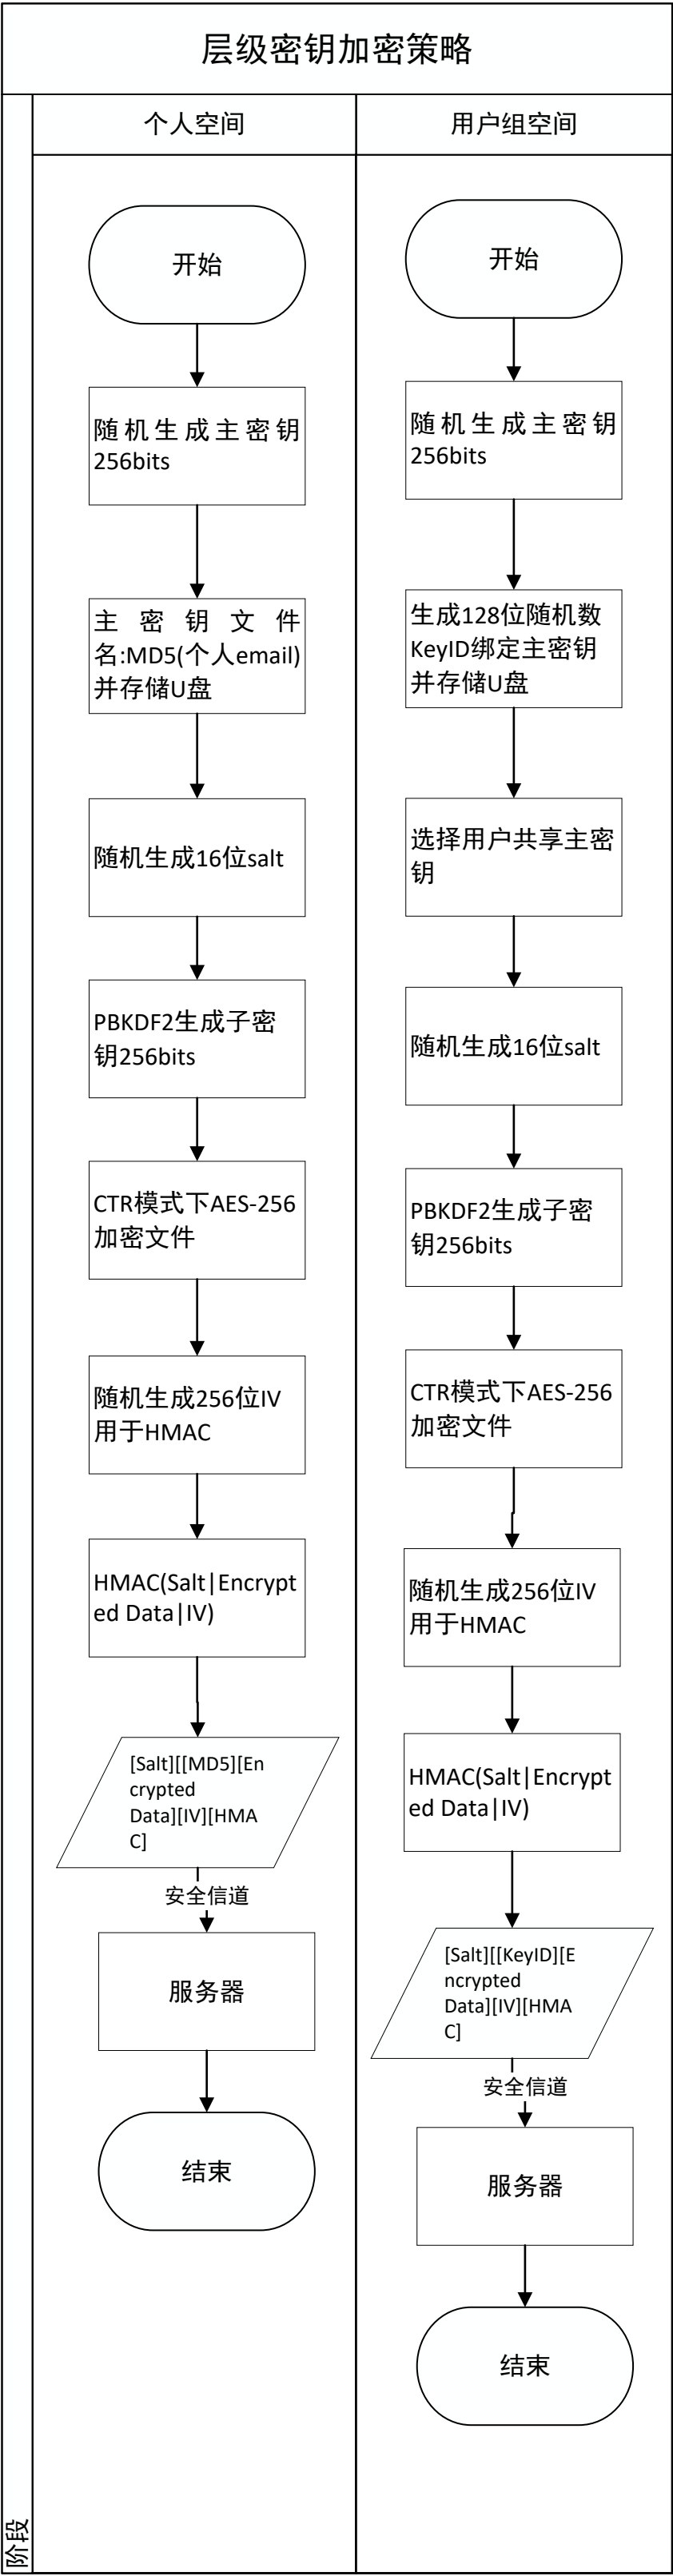 层级密钥加密策略
个人空间
用户组空间
开始
随机生成主密钥
256bits
主密钥文件
名:MD5(个人email)
并存储U盘
随机生成16位salt
PBKDF2生成子密
钥256bits
CTR模式下AES-256
加密文件
随机生成256位IV
用于HMAC
HMAC(Salt|Encrypt
ed Data|IV)
[Salt][[MD5][En
crypted
Data][IV][HMA
C]
安全信道
服务器
结束
开始
随机生成主密钥
256bits
生成128位随机数
KeyID绑定主密钥
并存储U盘
选择用户共享主密
钥
随机生成16位salt
PBKDF2生成子密
钥256bits
CTR模式下AES-256
加密文件
随机生成256位IV
用于HMAC
HMAC(Salt|Encrypt
ed Data|IV)
[Salt][[KeyID][E
ncrypted
Data][IV][HMA
C]
安全信道
服务器
结束
阶段